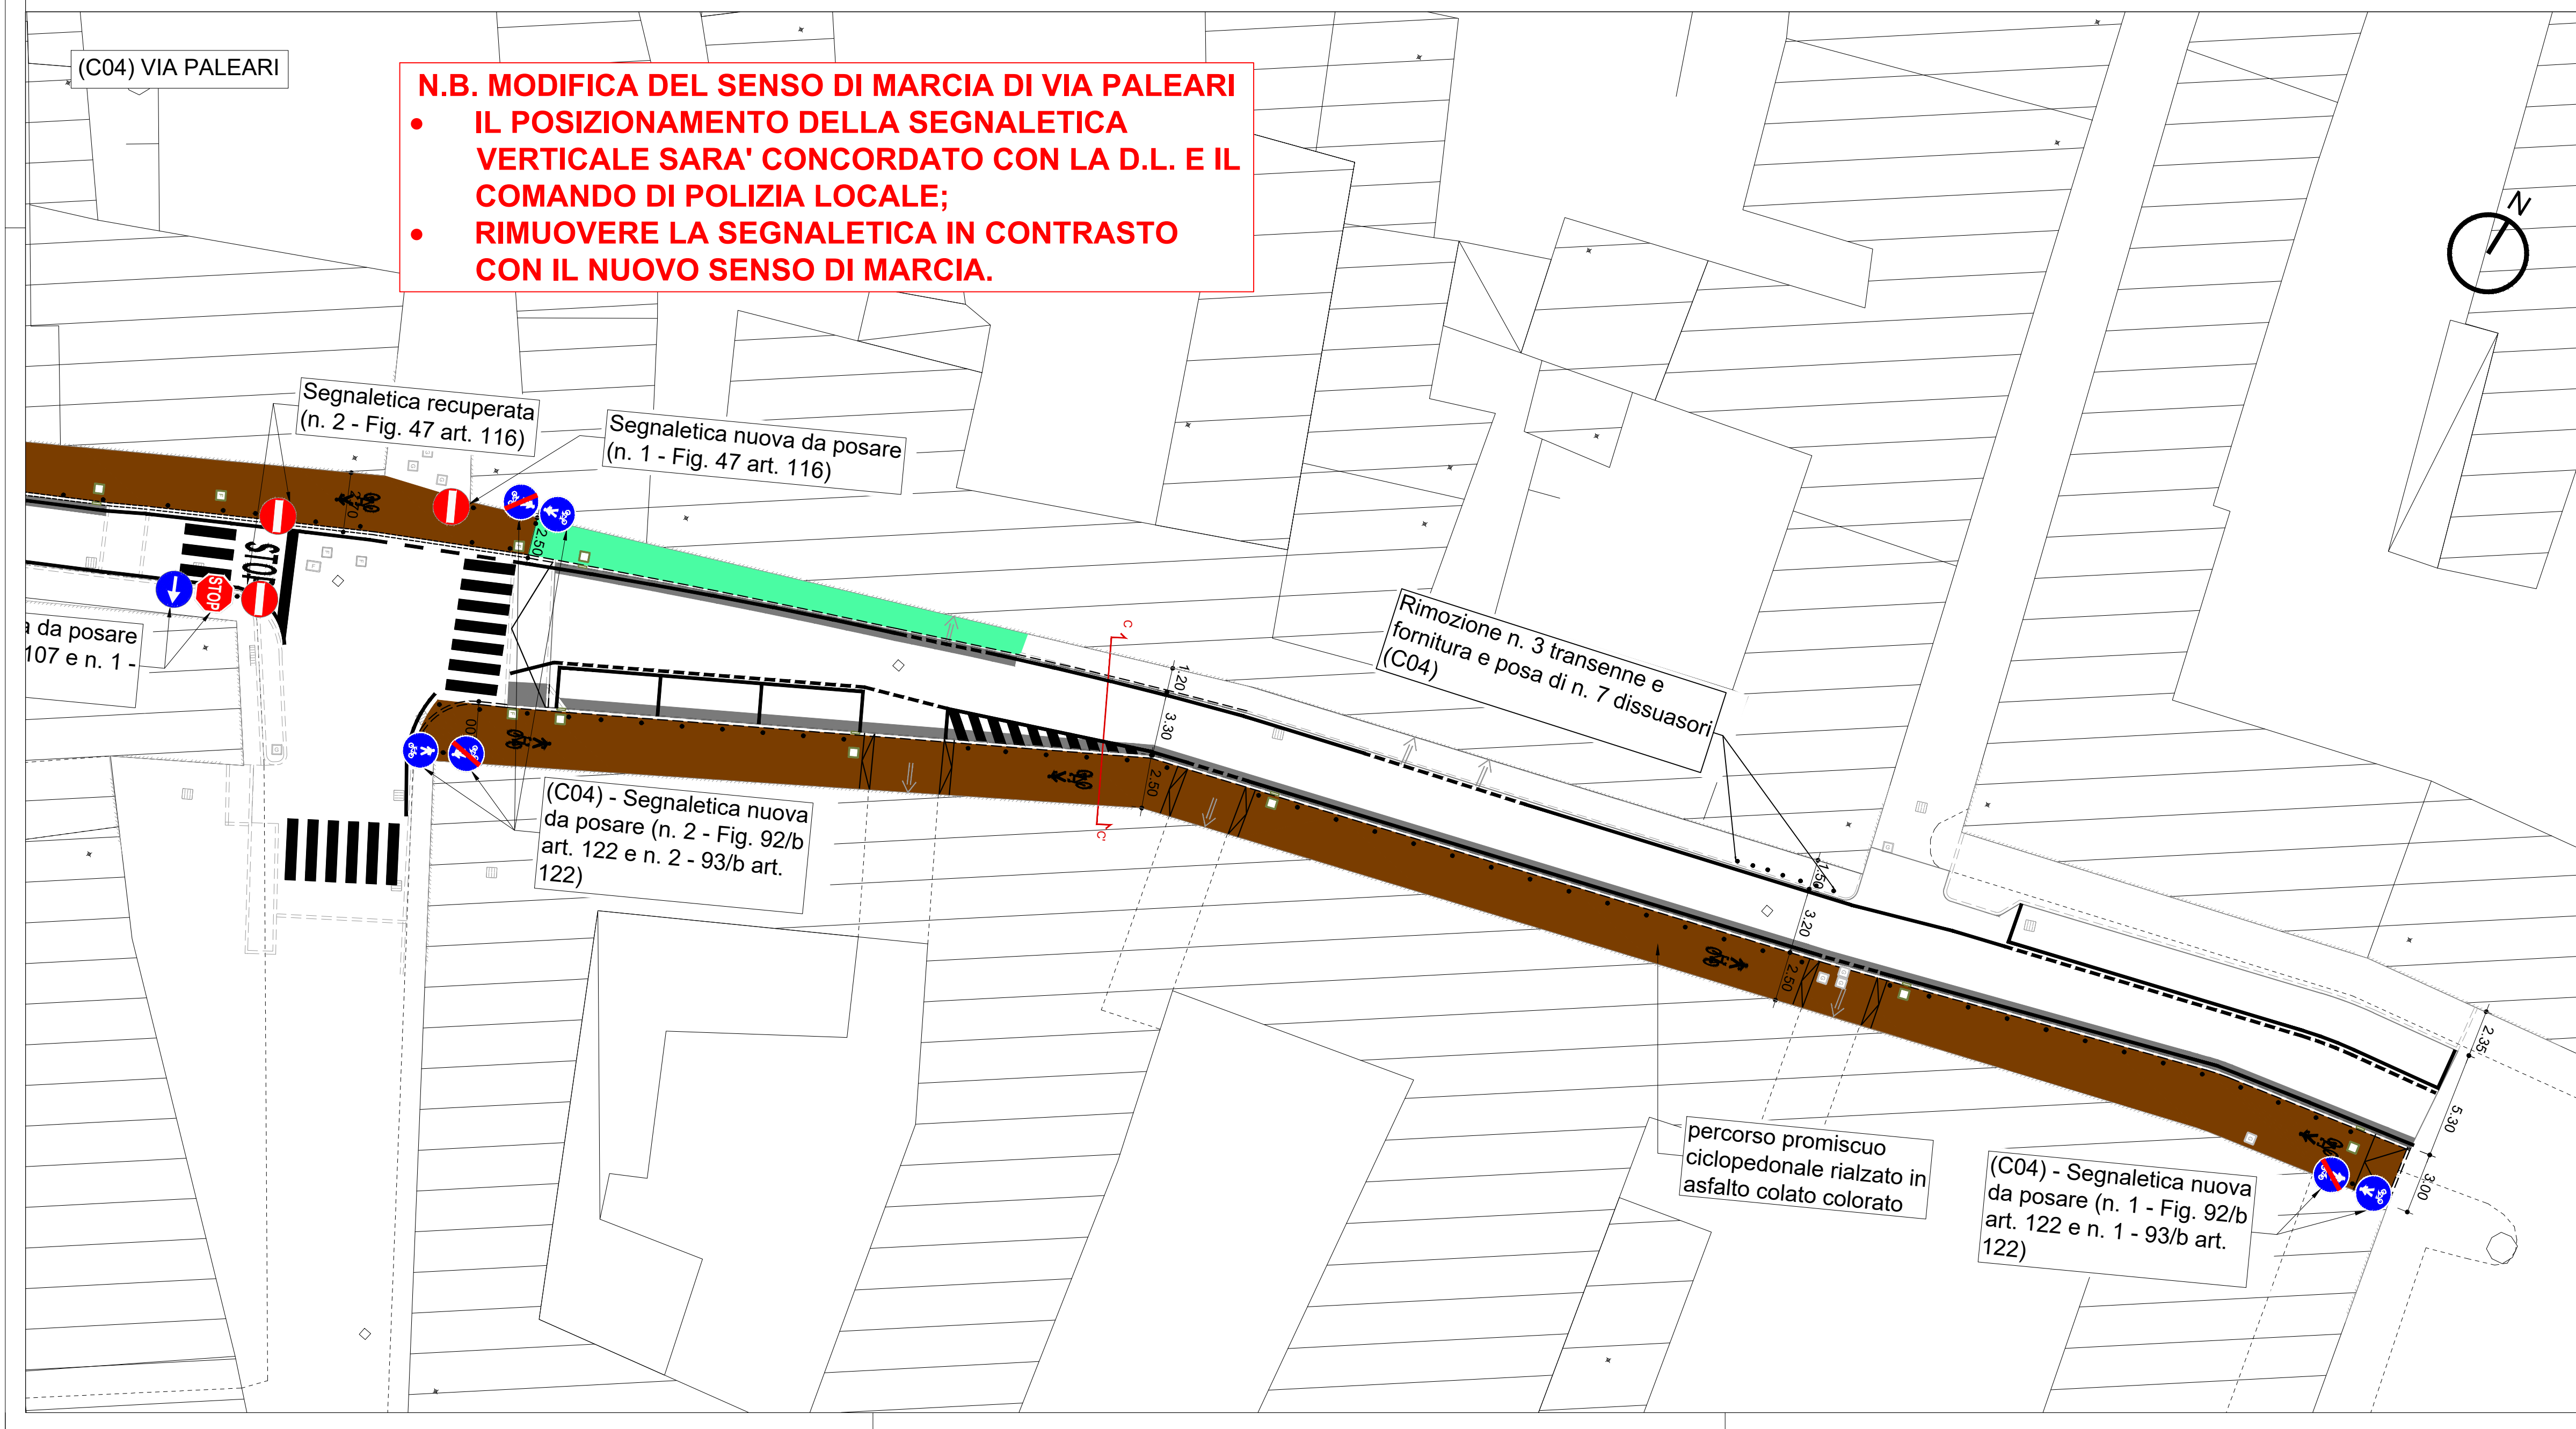 (C04) VIA PALEARI
N.B. MODIFICA DEL SENSO DI MARCIA DI VIA PALEARI
• IL POSIZIONAMENTO DELLA SEGNALETICA
VERTICALE SARA' CONCORDATO CON LA D.L. E IL
COMANDO DI POLIZIA LOCALE;
• RIMUOVERE LA SEGNALETICA IN CONTRASTO
CON IL NUOVO SENSO DI MARCIA.
N
Segnaletica recuperata
(n. 2 - Fig. 47 art. 116)
Segnaletica nuova da posare
(n. 1 - Fig. 47 art. 116)
2.50
STOP
STOP
a da posare
107 e n. 1 -
C
1.20
3.30
2.50
C'
Rimozione n. 3 transenne e
fornitura e posa di n. 7 dissuasori
(C04)
(C04) - Segnaletica nuova
da posare (n. 2 - Fig. 92/b
art. 122 e n. 2 - 93/b art.
122)
1.50
3.20
2.50
percorso promiscuo
ciclopedonale rialzato in
asfalto colato colorato
(C04) - Segnaletica nuova
da posare (n. 1 - Fig. 92/b
art. 122 e n. 1 - 93/b art.
122)
2.35
5.30
3.00